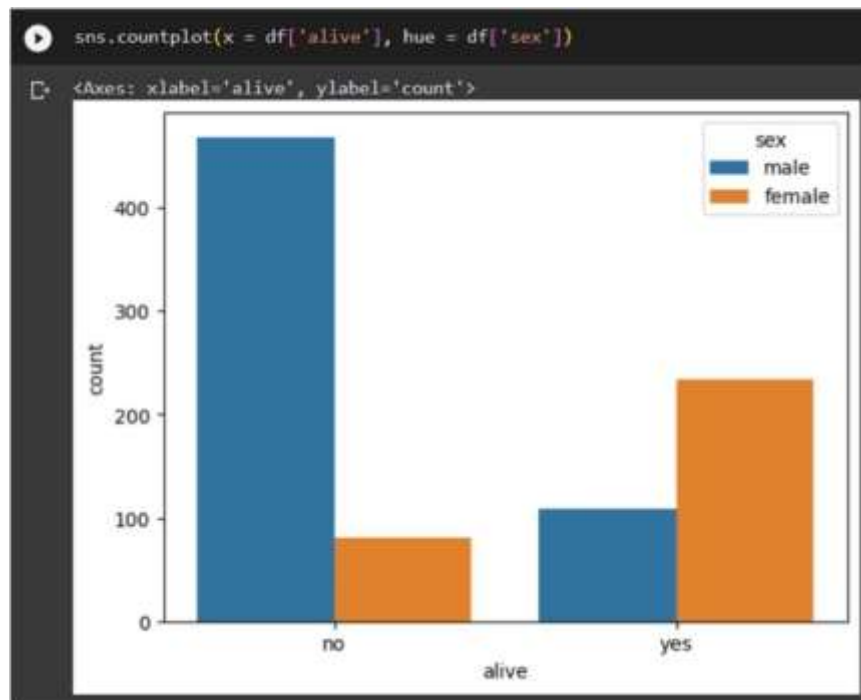 sns.countplot(x = df['alive'], hue = df['sex'])
<Axes: xlabel='alive', ylabel='count'>
sex
male
female
400
300
200
100
0
count
no yes
alive